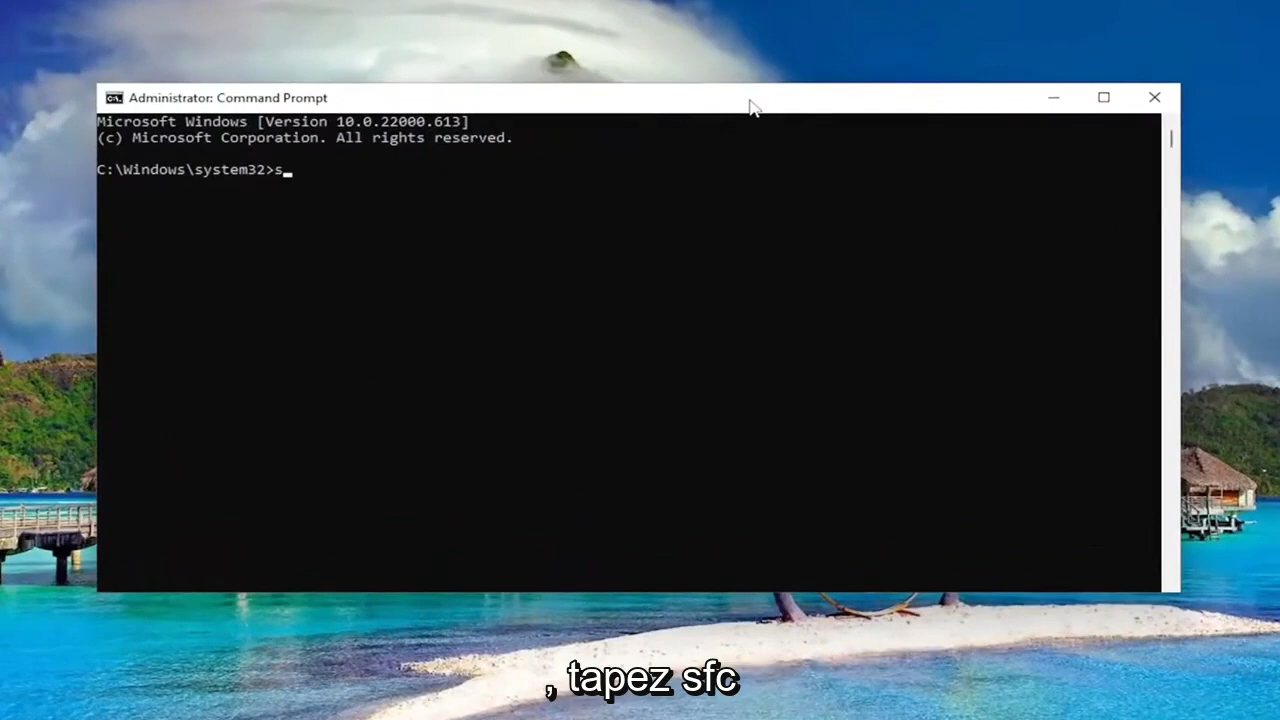 Administrator: Command Prompt
Microsoft Windows [Version 10.0.22000.613]
(c) Microsoft Corporation. All rights reserved.
C:\Windows\system32>s
, tapez sfc